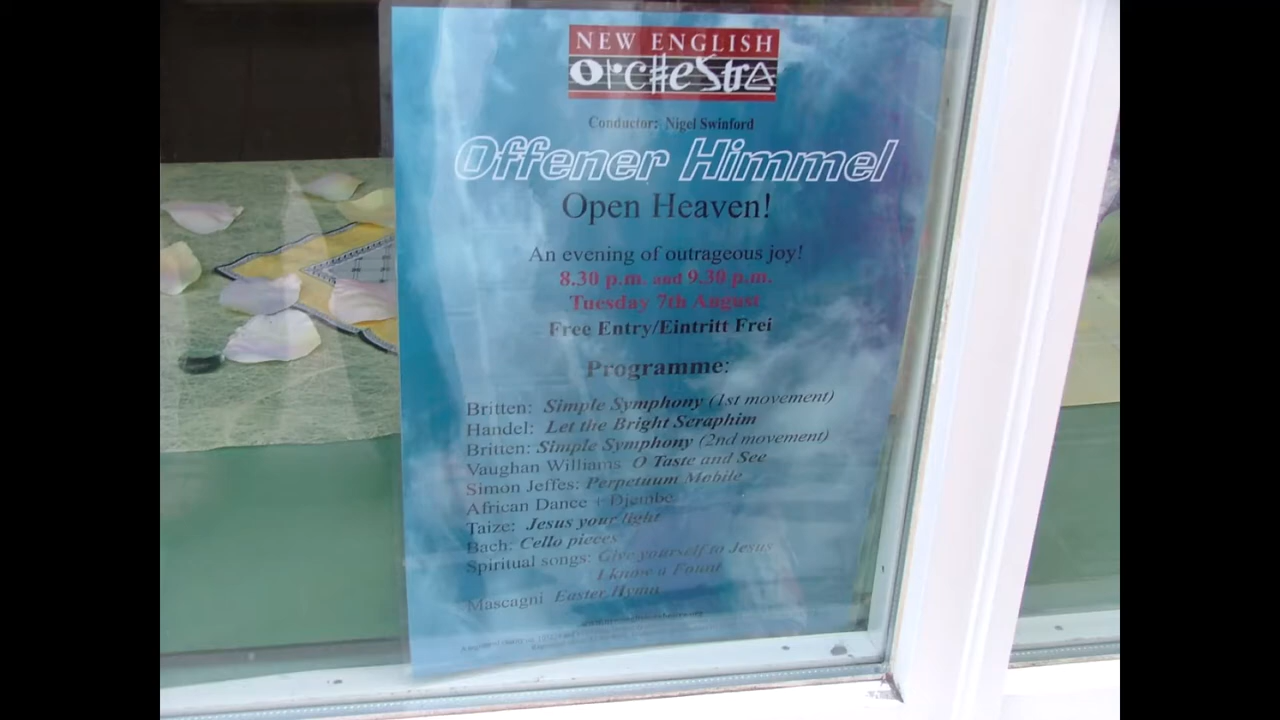 NEW ENGLISH
OrCHeStrA
Conductor: Nigel Swinford
Offener Himmel
Open Heaven!
An evening of outrageous joy!
8.30 p.m. and 9.30 p.m.
Tuesday 7th August
Free Entry/Eintritt Frei
Programme:
Britten: Simple Symphony (1st movement)
Handel: Let the Bright Seraphim
Britten: Simple Symphony (2nd movement)
Vaughan Williams O Taste and See
Simon Jeffes: Perpetuum Mobile
African Dance + Djembe
Taize: Jesus your light
Bach: Cello pieces
Spiritual songs: Give yourself to Jesus
I know a Fount
Mascagni Easter Hymn